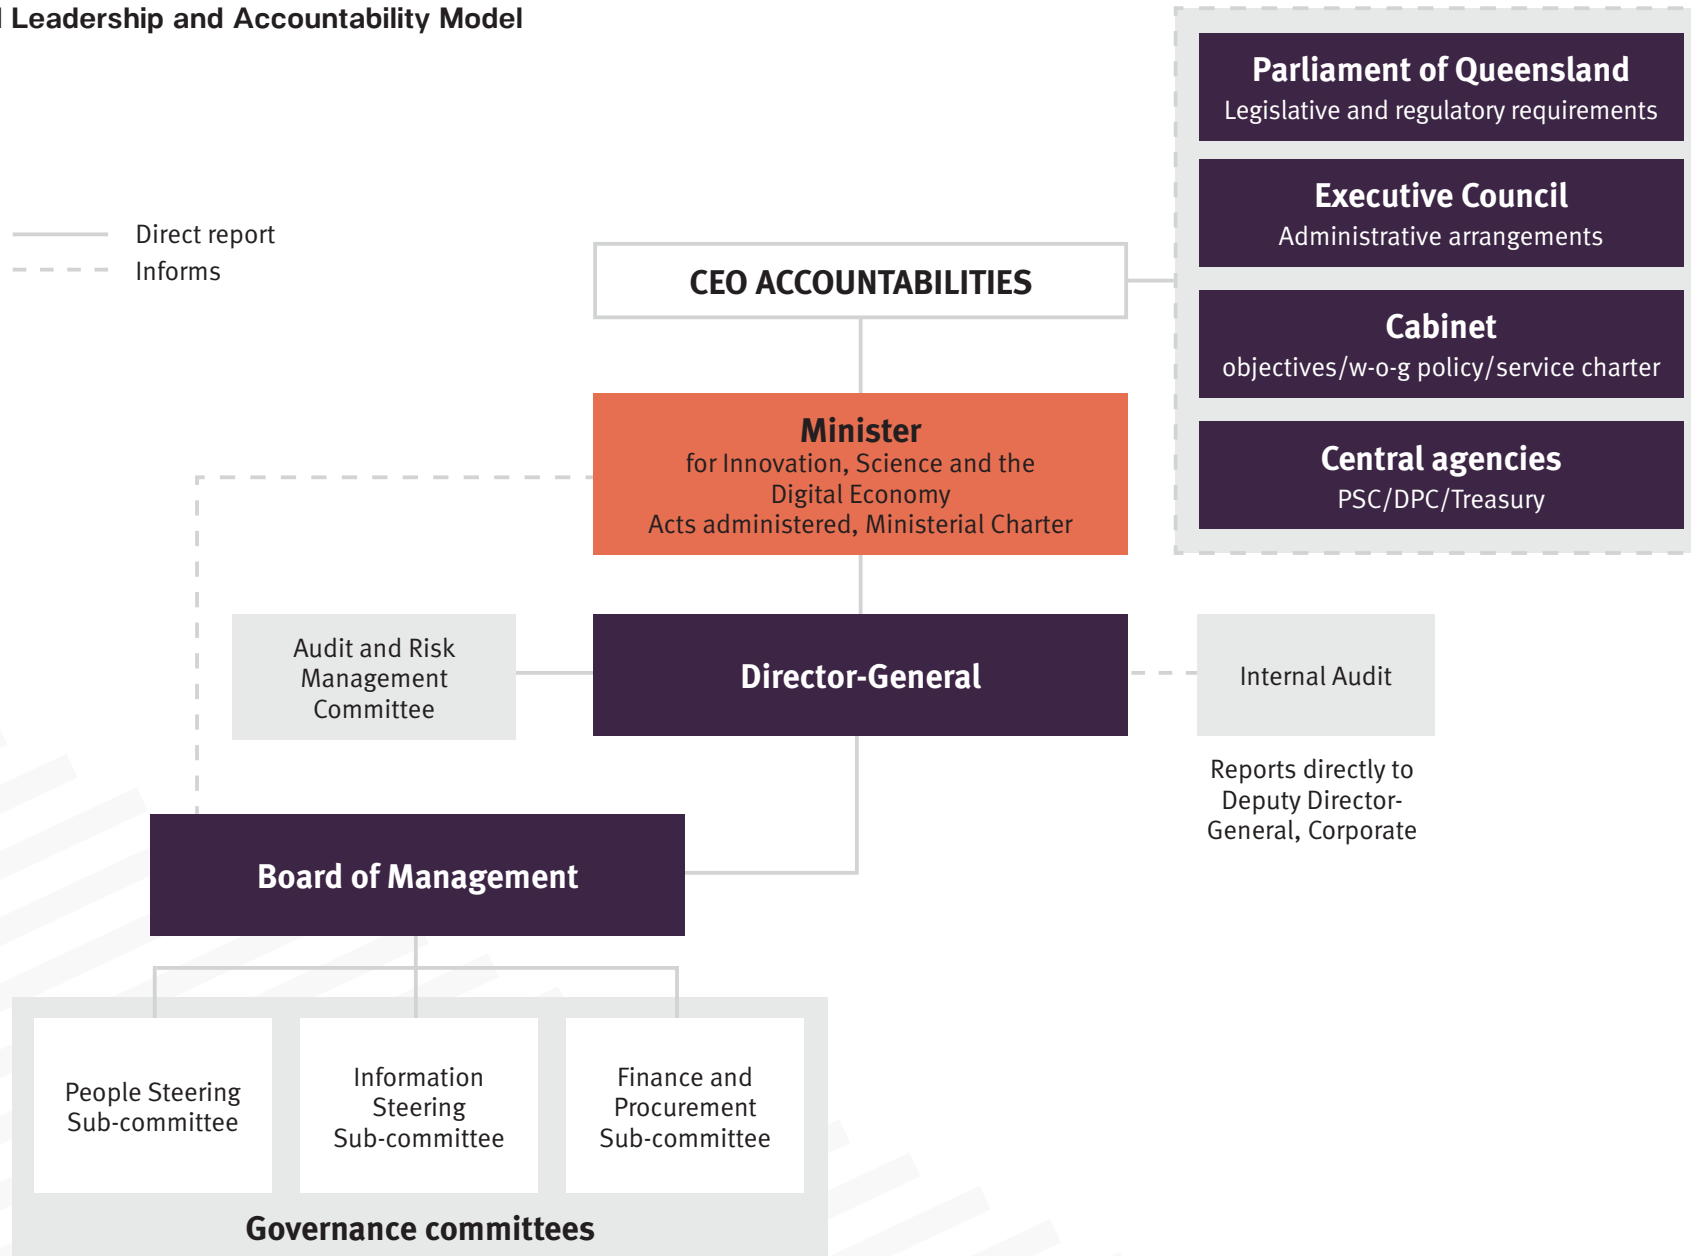 Leadership and Accountability Model
Parliament of Queensland
Legislative and regulatory requirements
Executive Council
Administrative arrangements
Cabinet
objectives/w-o-g policy/service charter
Central agencies
PSC/DPC/Treasury
Direct report
Informs
CEO ACCOUNTABILITIES
Minister
for Innovation, Science and the
Digital Economy
Acts administered, Ministerial Charter
Audit and Risk
Management
Committee
Director-General
Internal Audit
Reports directly to
Deputy Director-
General, Corporate
Board of Management
People Steering
Sub-committee
Information
Steering
Sub-committee
Finance and
Procurement
Sub-committee
Governance committees